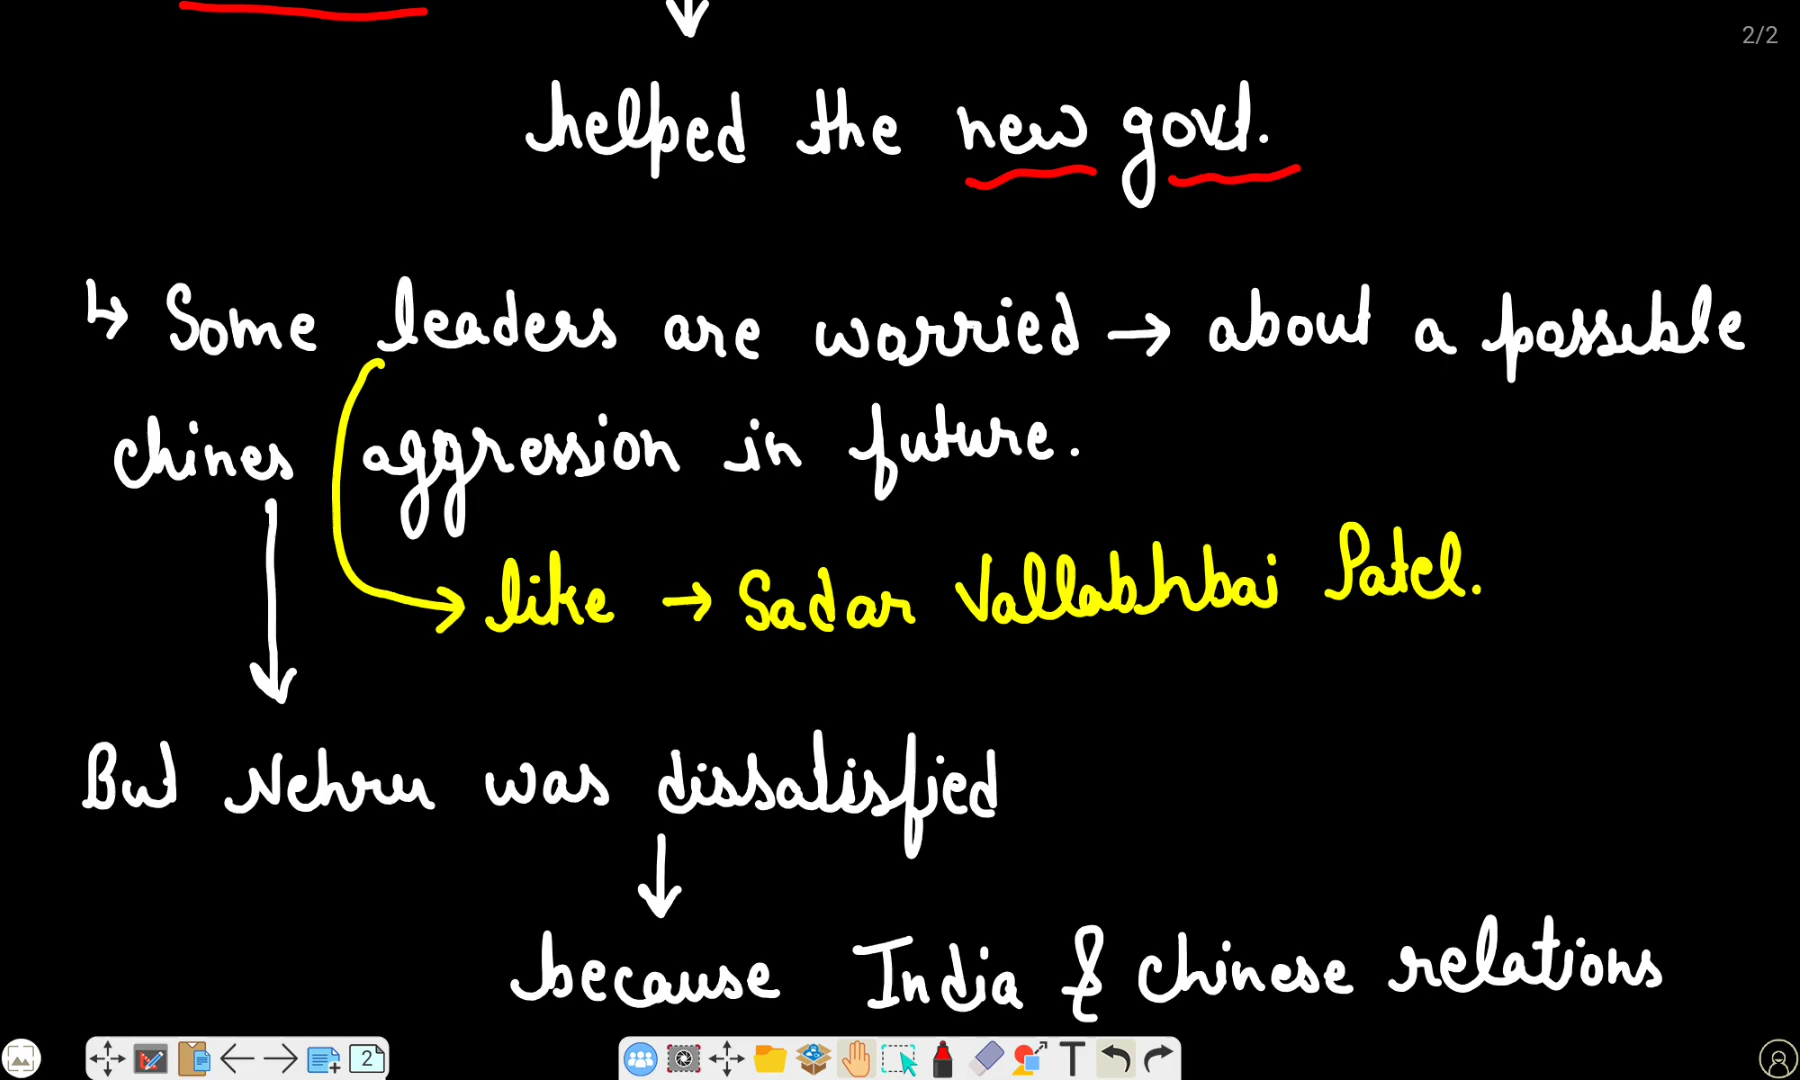 2/2
helped the new govt.
↳ Some leaders are worried → about a possible
chines aggression in future.
like → Sadar Vallabhbai Patel.
But Nehru was dissatisfied
because India & chinese relations
2
T